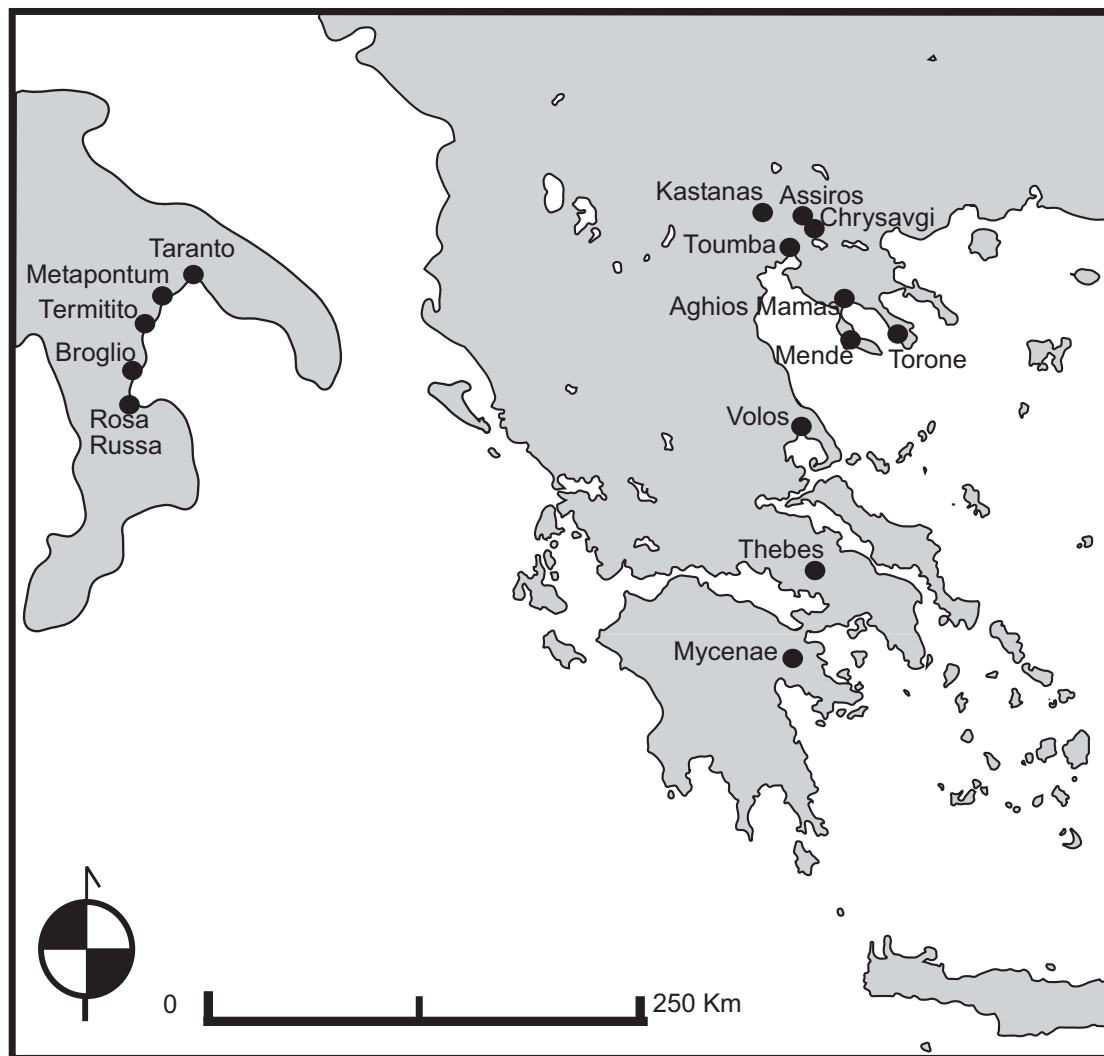 Kastanas
Assiros
Chrysavgi
Toumba
Taranto
Metapontum
Termitito
Aghios Mamas
Broglio
Mende
Torone
Rosa
Russa
Volos
Thebes
Mycenae
0
250 Km